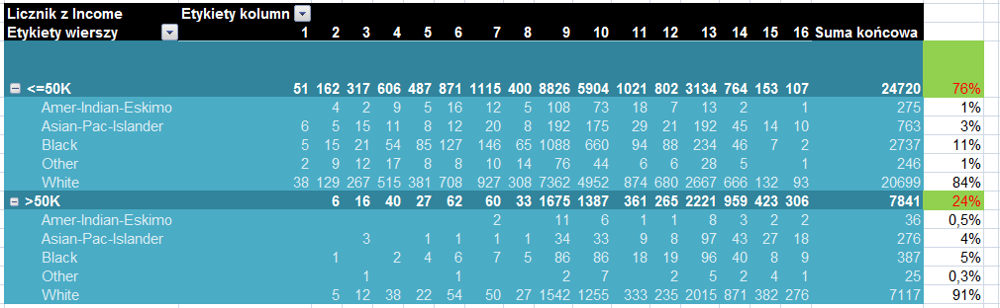 Licznik z Income Etykiety kolumn
Etykiety wierszy 1 2 3 4 5 6 7 8 9 10 11 12 13 14 15 16 Suma końcowa
<=50K 51 162 317 606 487 871 1115 400 8826 5904 1021 802 3134 764 153 107 24720 76%
Amer-Indian-Eskimo 4 2 9 5 16 12 5 108 73 18 7 13 2 1 275 1%
Asian-Pac-Islander 6 5 15 11 8 12 20 8 192 175 29 21 192 45 14 10 763 3%
Black 5 15 21 54 85 127 146 65 1088 660 94 88 234 46 7 2 2737 11%
Other 2 9 12 17 8 8 10 14 76 44 6 6 28 5 1 246 1%
White 38 129 267 515 381 708 927 308 7362 4952 874 680 2667 666 132 93 20699 84%
>50K 6 16 40 27 62 60 33 1675 1387 361 265 2221 959 423 306 7841 24%
Amer-Indian-Eskimo 2 11 6 1 1 8 3 2 2 36 0,5%
Asian-Pac-Islander 3 1 1 1 1 34 33 9 8 97 43 27 18 276 4%
Black 1 2 4 6 7 5 86 86 18 19 96 40 8 9 387 5%
Other 1 1 2 7 2 5 2 4 1 25 0,3%
White 5 12 38 22 54 50 27 1542 1255 333 235 2015 871 382 276 7117 91%